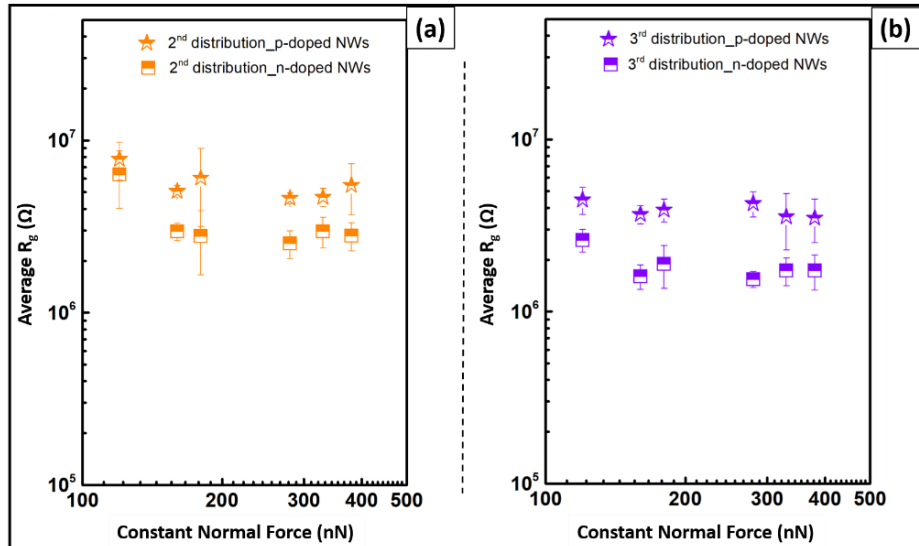 (a)
2nd distribution_p-doped NWs
2nd distribution_n-doped NWs
10^7
10^6
10^5
Average Rg (Ω)
100 200 300 400 500
Constant Normal Force (nN)
(b)
3rd distribution_p-doped NWs
3rd distribution_n-doped NWs
10^7
10^6
10^5
Average Rg (Ω)
100 200 300 400 500
Constant Normal Force (nN)